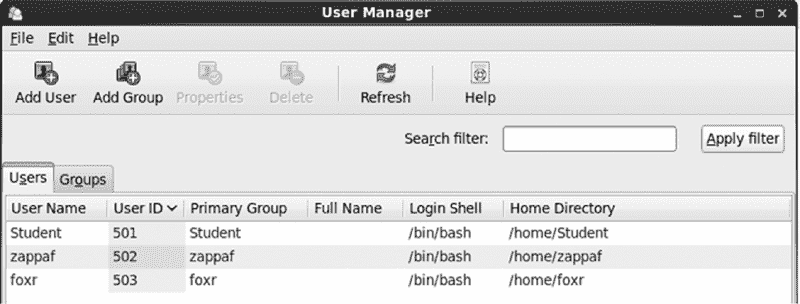 User Manager
File Edit Help
Add User Add Group Properties Delete Refresh Help
Search filter: Apply filter
Users Groups
User Name User ID Primary Group Full Name Login Shell Home Directory
Student 501 Student /bin/bash /home/Student
zappaf 502 zappaf /bin/bash /home/zappaf
foxr 503 foxr /bin/bash /home/foxr